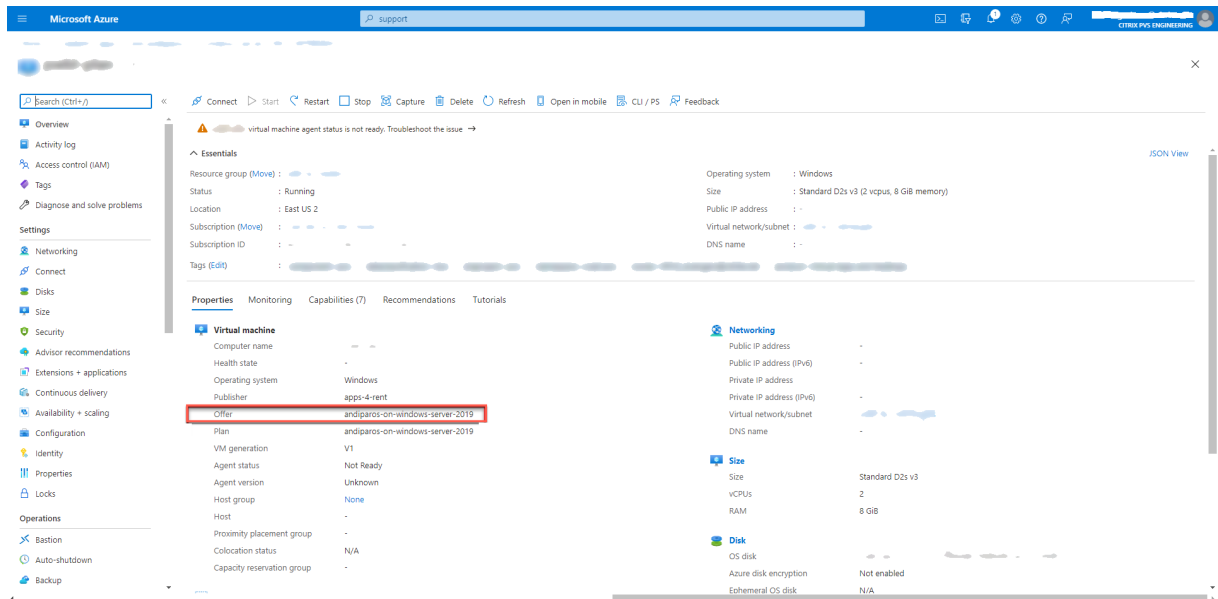 Microsoft Azure
support
1
CITRIX PVS ENGINEERING
Search (Ctrl+/)
«
Connect Start Restart Stop Capture Delete Refresh Open in mobile CLI / PS Feedback
virtual machine agent status is not ready. Troubleshoot the issue →
Overview
Activity log
Access control (IAM)
Tags
Diagnose and solve problems
Settings
Networking
Connect
Disks
Size
Security
Advisor recommendations
Extensions + applications
Continuous delivery
Availability + scaling
Configuration
Identity
Properties
Locks
Operations
Bastion
Auto-shutdown
Backup
Essentials
JSON View
Resource group (Move) :
Status : Running
Location : East US 2
Subscription (Move) :
Subscription ID :
Tags (Edit) :
Operating system : Windows
Size : Standard D2s v3 (2 vcpus, 8 GiB memory)
Public IP address : -
Virtual network/subnet :
DNS name : -
Properties Monitoring Capabilities (7) Recommendations Tutorials
Virtual machine
Computer name
Health state -
Operating system Windows
Publisher apps-4-rent
Offer andiparos-on-windows-server-2019
Plan andiparos-on-windows-server-2019
VM generation V1
Agent status Not Ready
Agent version Unknown
Host group None
Host -
Proximity placement group -
Colocation status N/A
Capacity reservation group -
Networking
Public IP address -
Public IP address (IPv6) -
Private IP address
Private IP address (IPv6) -
Virtual network/subnet
DNS name -
Size
Size Standard D2s v3
vCPUs 2
RAM 8 GiB
Disk
OS disk
Azure disk encryption Not enabled
Ephemeral OS disk N/A